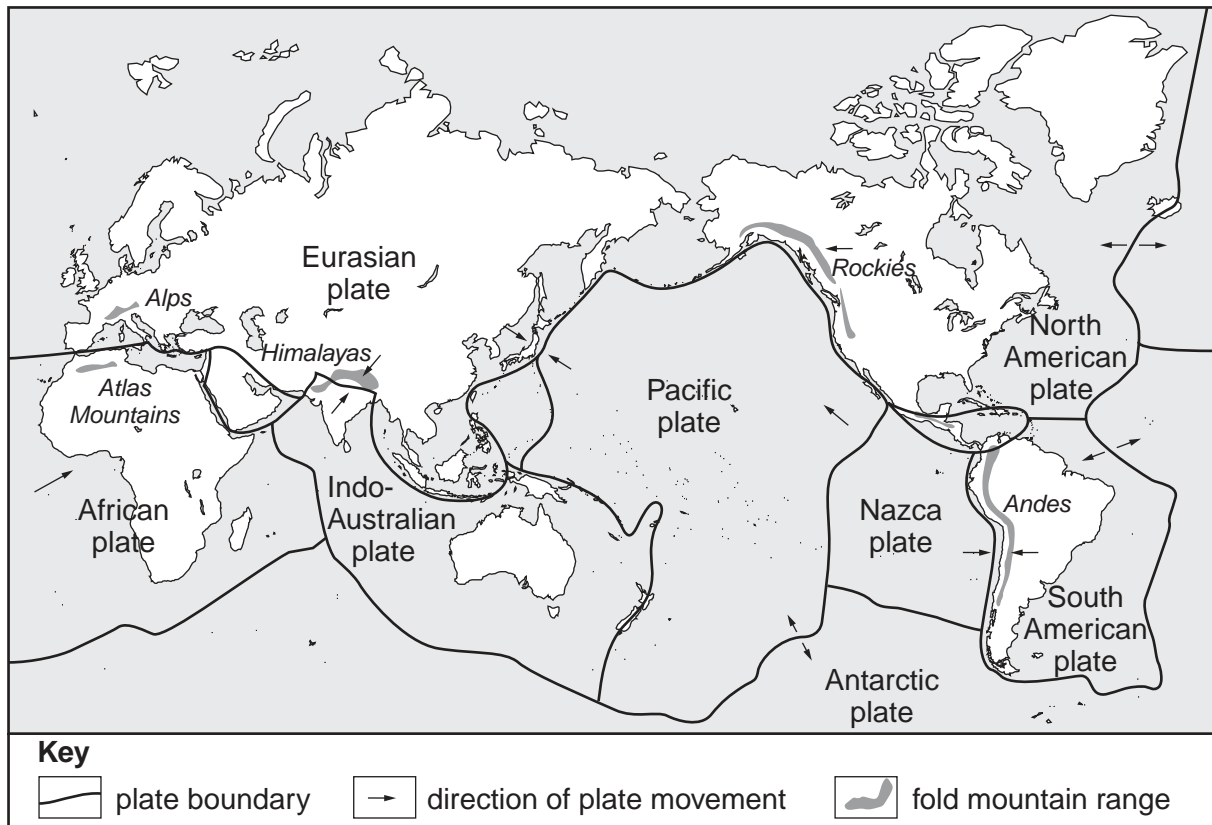 Eurasian
plate
Alps
Himalayas
Atlas
Mountains
African
plate
Indo-
Australian
plate
Pacific
plate
Rockies
North
American
plate
Nazca
plate
Andes
South
American
plate
Antarctic
plate
Key
plate boundary
direction of plate movement
fold mountain range